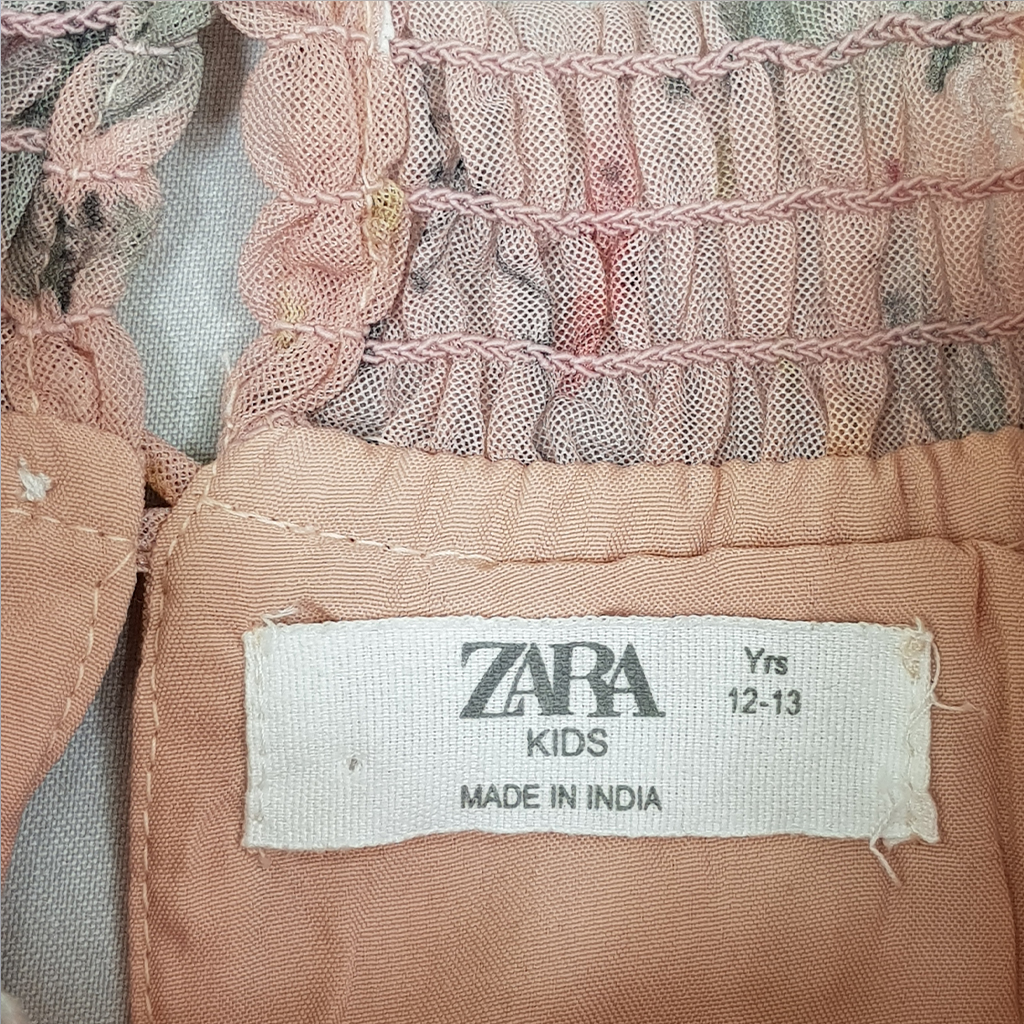 ZARA
KIDS
MADE IN INDIA
Yrs
12-13